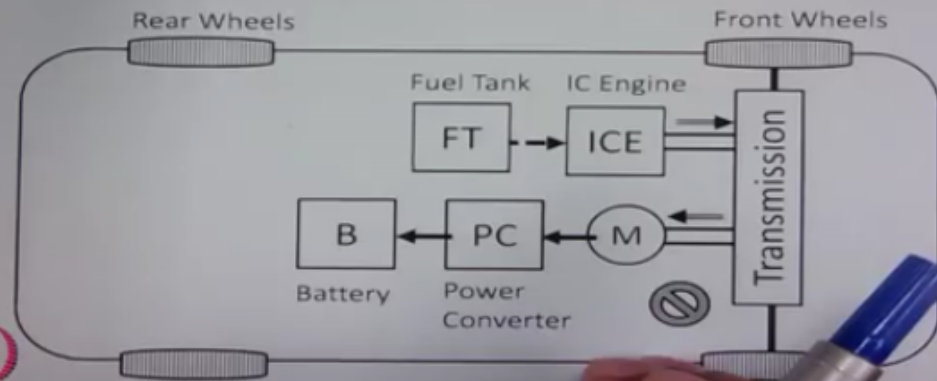 Rear Wheels
Front Wheels
Fuel Tank
IC Engine
FT
ICE
Transmission
B
PC
M
Battery
Power
Converter